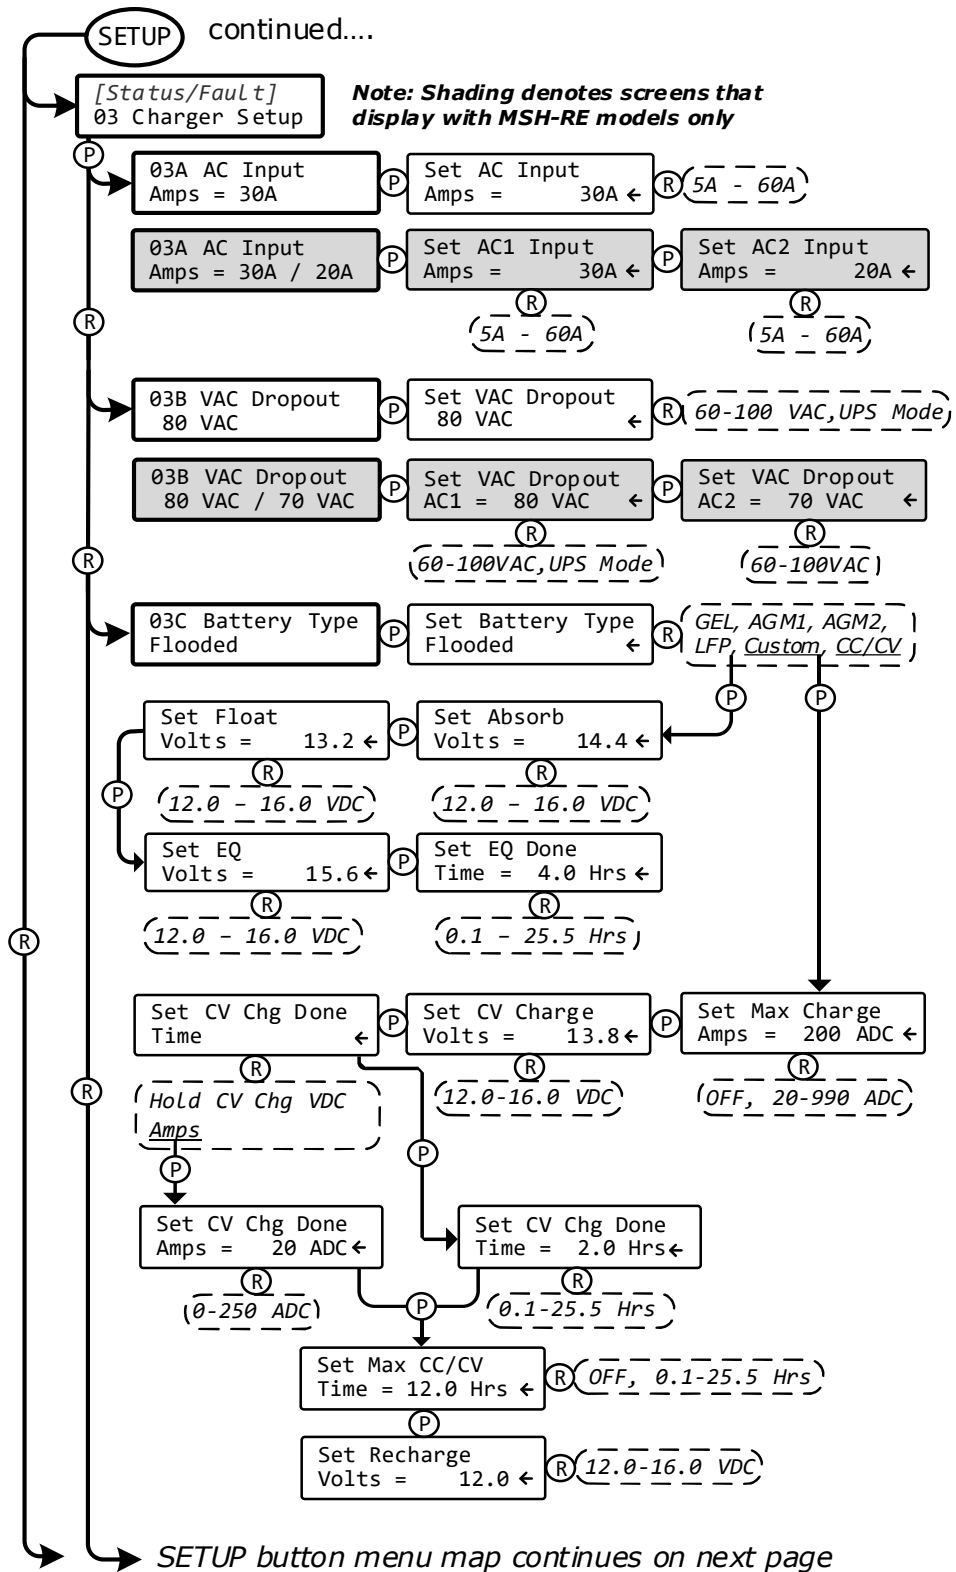 SETUP continued....
[Status/Fault]
03 Charger Setup
Note: Shading denotes screens that
display with MSH-RE models only
P
03A AC Input
Amps = 30A
P
Set AC Input
Amps = 30A ←
R
5A - 60A
03A AC Input
Amps = 30A / 20A
P
Set AC1 Input
Amps = 30A ←
P
Set AC2 Input
Amps = 20A ←
R
R
R
5A - 60A
5A - 60A
03B VAC Dropout
80 VAC
P
Set VAC Dropout
80 VAC ←
R
60-100 VAC,UPS Mode
03B VAC Dropout
80 VAC / 70 VAC
P
Set VAC Dropout
AC1 = 80 VAC ←
P
Set VAC Dropout
AC2 = 70 VAC ←
R
R
R
60-100VAC,UPS Mode
60-100VAC
03C Battery Type
Flooded
P
Set Battery Type
Flooded ←
R
GEL, AGM1, AGM2,
LFP, Custom, CC/CV
P
P
Set Float
Volts = 13.2 ←
P
Set Absorb
Volts = 14.4 ←
R
R
P
12.0 – 16.0 VDC
12.0 – 16.0 VDC
Set EQ
Volts = 15.6 ←
P
Set EQ Done
Time = 4.0 Hrs ←
R
R
R
12.0 – 16.0 VDC
0.1 – 25.5 Hrs
Set CV Chg Done
Time ←
P
Set CV Charge
Volts = 13.8 ←
P
Set Max Charge
Amps = 200 ADC ←
R
R
R
R
Hold CV Chg VDC
Amps
12.0-16.0 VDC
OFF, 20-990 ADC
P
P
Set CV Chg Done
Amps = 20 ADC ←
Set CV Chg Done
Time = 2.0 Hrs ←
R
R
0-250 ADC
P
0.1-25.5 Hrs
Set Max CC/CV
Time = 12.0 Hrs ←
R
OFF, 0.1-25.5 Hrs
P
Set Recharge
Volts = 12.0 ←
R
12.0-16.0 VDC
SETUP button menu map continues on next page